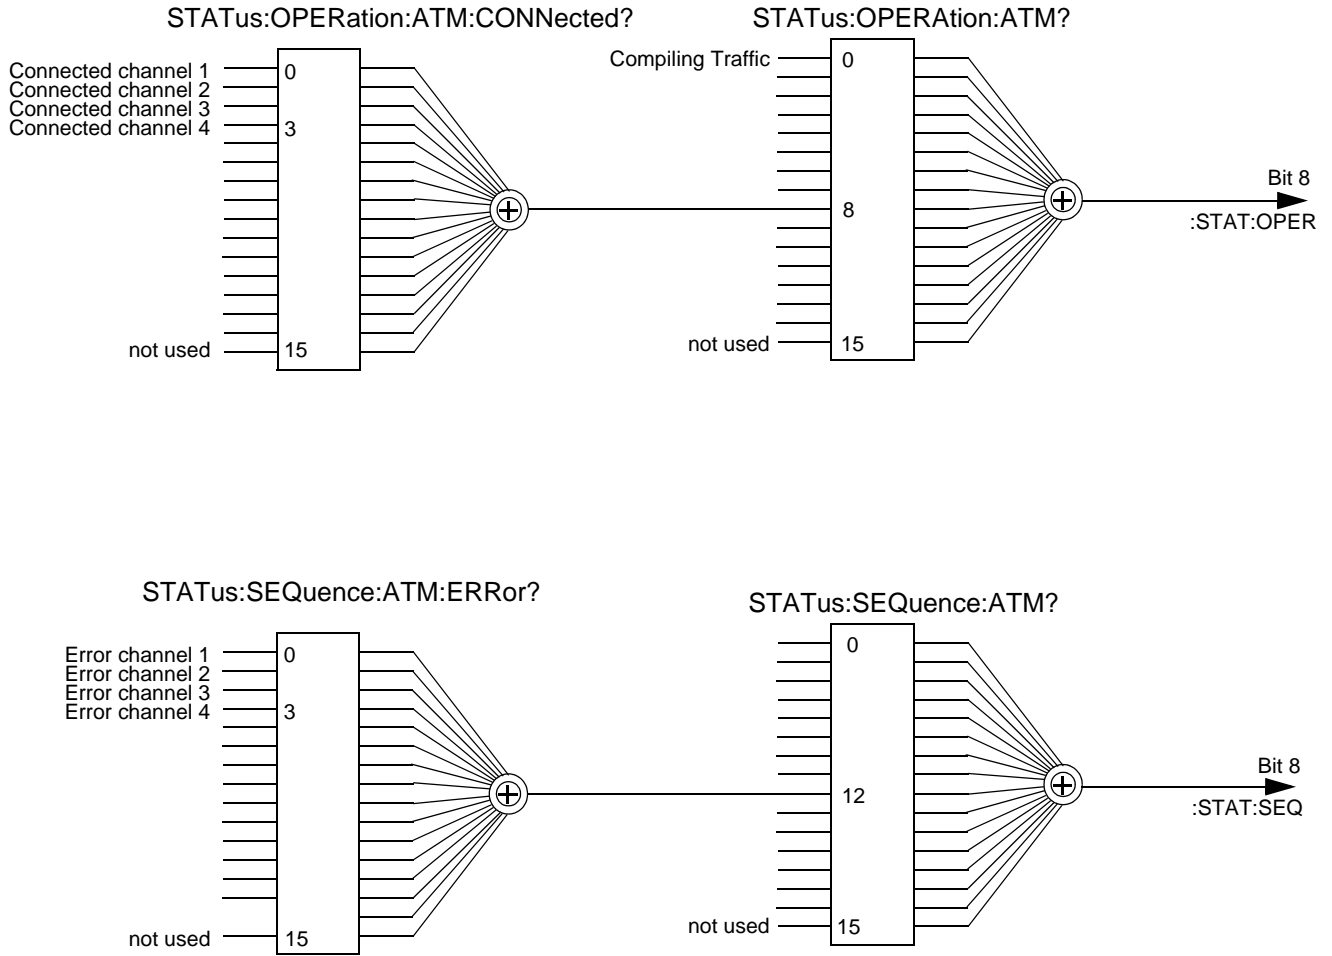 STATus:OPERation:ATM:CONNected?
Connected channel 1
Connected channel 2
Connected channel 3
Connected channel 4
0
3
not used
15
STATus:OPERAtion:ATM?
Compiling Traffic
0
8
not used
15
Bit 8
:STAT:OPER
STATus:SEQuence:ATM:ERRor?
Error channel 1
Error channel 2
Error channel 3
Error channel 4
0
3
not used
15
STATus:SEQuence:ATM?
0
12
not used
15
Bit 8
:STAT:SEQ